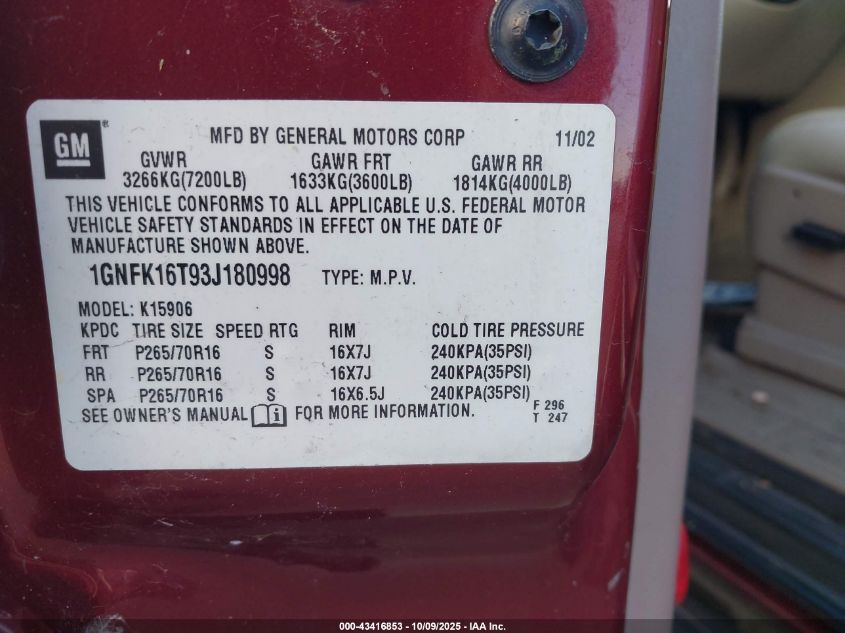 GM ® MFD BY GENERAL MOTORS CORP 11/02
GVWR GAWR FRT GAWR RR
3266KG(7200LB) 1633KG(3600LB) 1814KG(4000LB)
THIS VEHICLE CONFORMS TO ALL APPLICABLE U.S. FEDERAL MOTOR
VEHICLE SAFETY STANDARDS IN EFFECT ON THE DATE OF
MANUFACTURE SHOWN ABOVE.
1GNFK16T93J180998 TYPE: M.P.V.
MODEL: K15906
KPDC TIRE SIZE SPEED RTG RIM COLD TIRE PRESSURE
FRT P265/70R16 S 16X7J 240KPA(35PSI)
RR P265/70R16 S 16X7J 240KPA(35PSI)
SPA P265/70R16 S 16X6.5J 240KPA(35PSI)
SEE OWNER'S MANUAL i FOR MORE INFORMATION. F 296
T 247
000-43416853 - 10/09/2025 - IAA Inc.